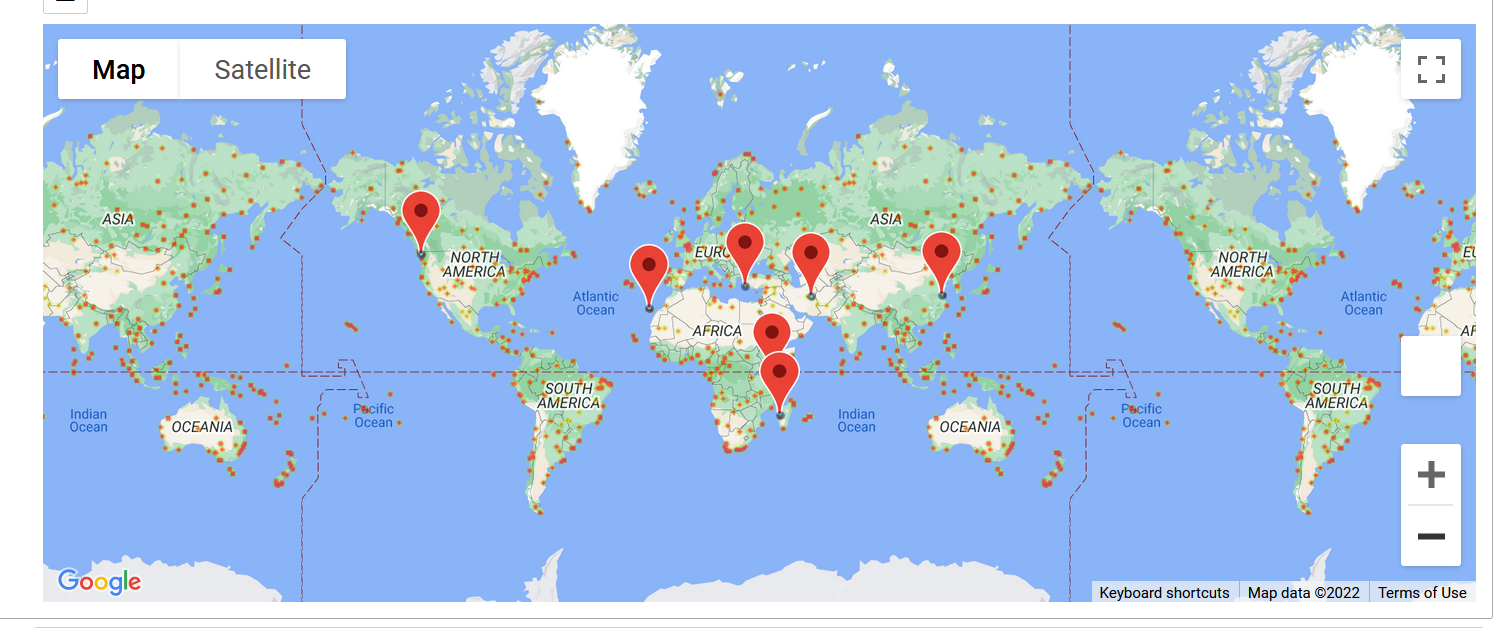 Map
Satellite
ASIA
NORTH
AMERICA
EURO
ASIA
NORTH
AMERICA
EU
Atlantic
Ocean
Atlantic
Ocean
AFRICA
AF
SOUTH
AMERICA
SOUTH
AMERICA
Indian
Ocean
Pacific
Ocean
Indian
Ocean
Pacific
Ocean
OCEANIA
OCEANIA
Google
Keyboard shortcuts
Map data ©2022
Terms of Use